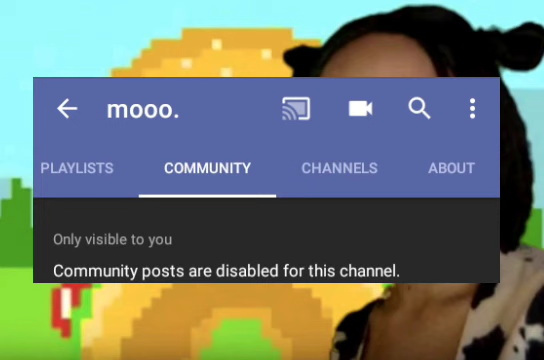 mooo.
PLAYLISTS COMMUNITY CHANNELS ABOUT
Only visible to you
Community posts are disabled for this channel.